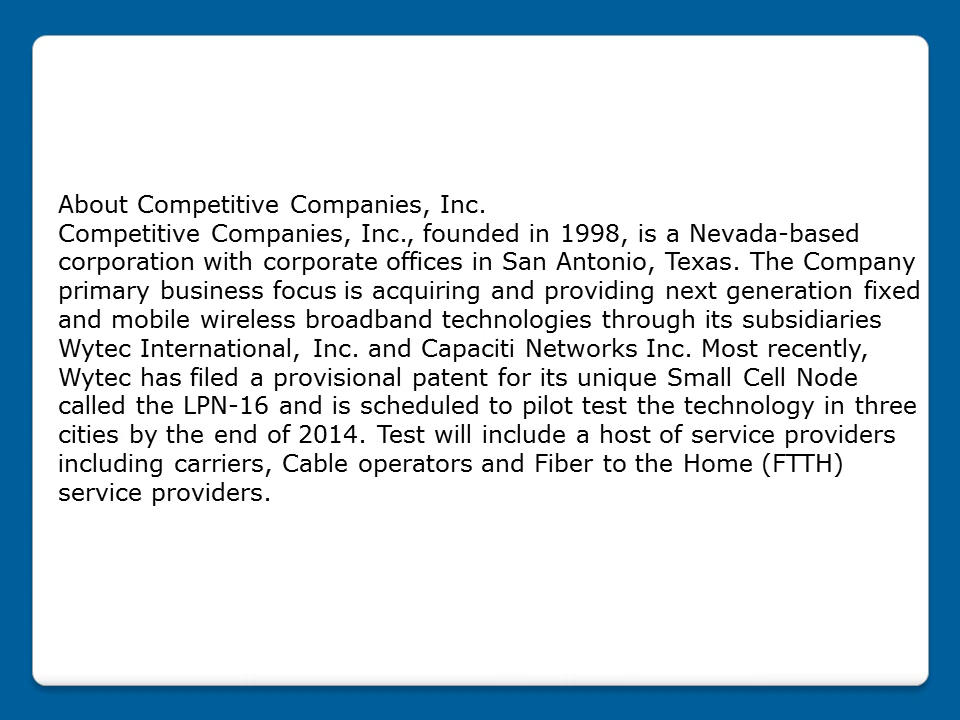 About Competitive Companies, Inc.
Competitive Companies, Inc., founded in 1998, is a Nevada-based
corporation with corporate offices in San Antonio, Texas. The Company
primary business focus is acquiring and providing next generation fixed
and mobile wireless broadband technologies through its subsidiaries
Wytec International, Inc. and Capaciti Networks Inc. Most recently,
Wytec has filed a provisional patent for its unique Small Cell Node
called the LPN-16 and is scheduled to pilot test the technology in three
cities by the end of 2014. Test will include a host of service providers
including carriers, Cable operators and Fiber to the Home (FTTH)
service providers.